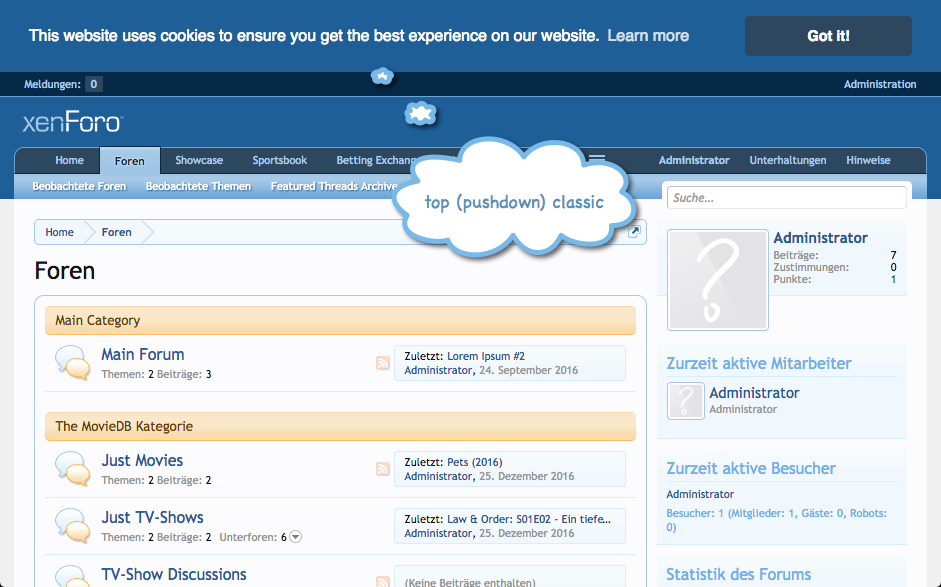 This website uses cookies to ensure you get the best experience on our website. Learn more
Got it!
Meldungen: 0
Administration
xenForo
Home
Foren
Showcase
Sportsbook
Betting Exchang
Administrator
Unterhaltungen
Hinweise
Beobachtete Foren
Beobachtete Themen
Featured Threads Archive
top (pushdown) classic
Suche...
Home
Foren
Administrator
Beiträge: 7
Zustimmungen: 0
Punkte: 1
Foren
Main Category
Main Forum
Themen: 2 Beiträge: 3
Zuletzt: Lorem Ipsum #2
Administrator, 24. September 2016
The MovieDB Kategorie
Just Movies
Themen: 2 Beiträge: 2
Zuletzt: Pets (2016)
Administrator, 25. Dezember 2016
Just TV-Shows
Themen: 2 Beiträge: 2 Unterforen: 6
Zuletzt: Law & Order: S01E02 - Ein tiefe...
Administrator, 25. Dezember 2016
TV-Show Discussions
(Keine Beiträge enthalten)
Zurzeit aktive Mitarbeiter
Administrator
Administrator
Zurzeit aktive Besucher
Administrator
Besucher: 1 (Mitglieder: 1, Gäste: 0, Robots:
0)
Statistik des Forums